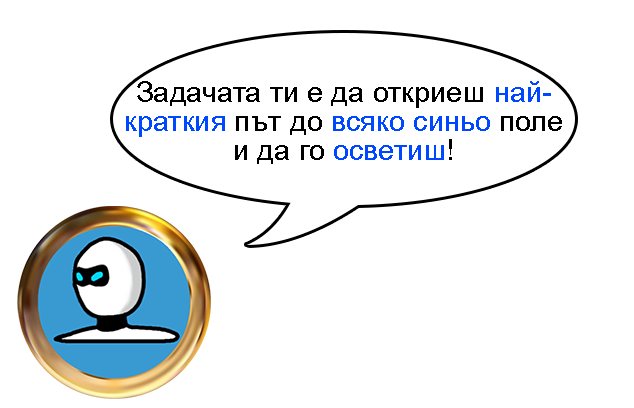 Задачата ти е да откриеш най-
краткия път до всяко синьо поле
и да го осветиш!